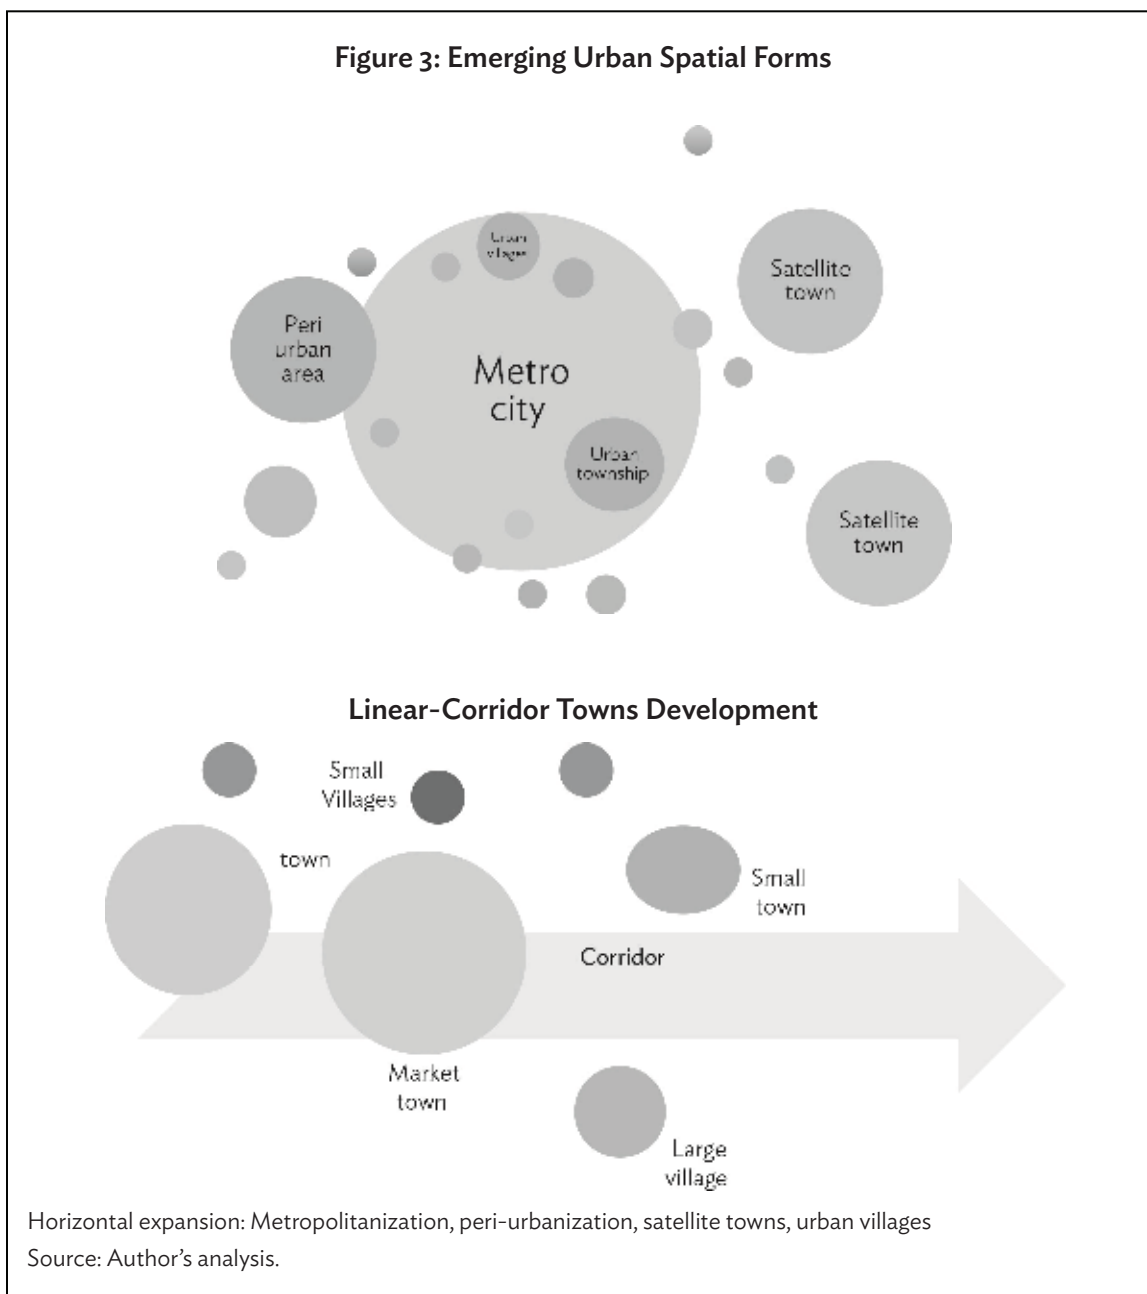 Figure 3: Emerging Urban Spatial Forms
Urban
villages
Satellite
town
Peri
urban
area
Metro
city
Urban
township
Satellite
town
Linear-Corridor Towns Development
Small
Villages
town
Small
town
Corridor
Market
town
Large
village
Horizontal expansion: Metropolitanization, peri-urbanization, satellite towns, urban villages
Source: Author’s analysis.